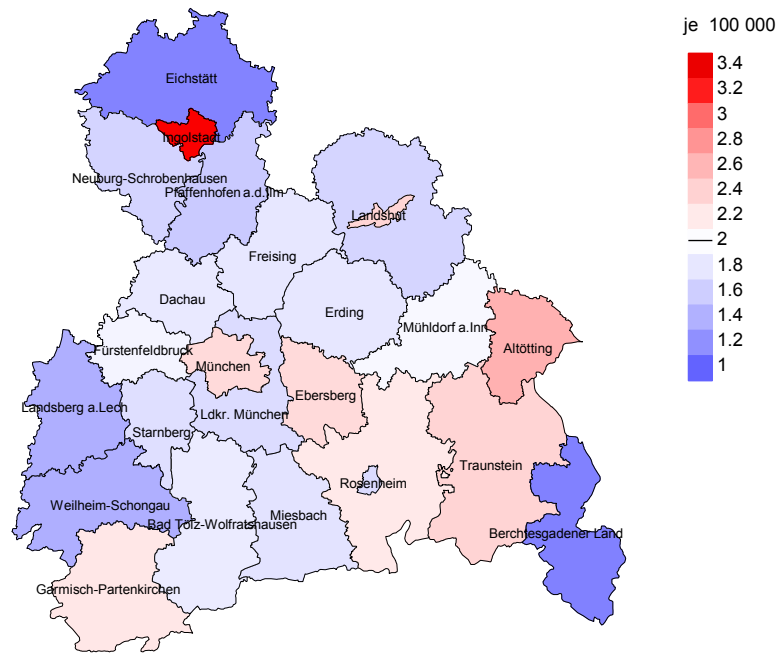 je 100 000
3.4
3.2
3
2.8
2.6
2.4
2.2
2
1.8
1.6
1.4
1.2
1
Eichstätt
Ingolstadt
Neuburg-Schrobenhausen
Pfaffenhofen a.d.Ilm
Landshut
Freising
Dachau
Erding
Mühldorf a.Inn
Fürstenfeldbruck
München
Altötting
Ebersberg
Landsberg a.Lech
Ldkr. München
Starnberg
Traunstein
Rosenheim
Weilheim-Schongau
Miesbach
Bad Tölz-Wolfratshausen
Berchtesgadener Land
Garmisch-Partenkirchen